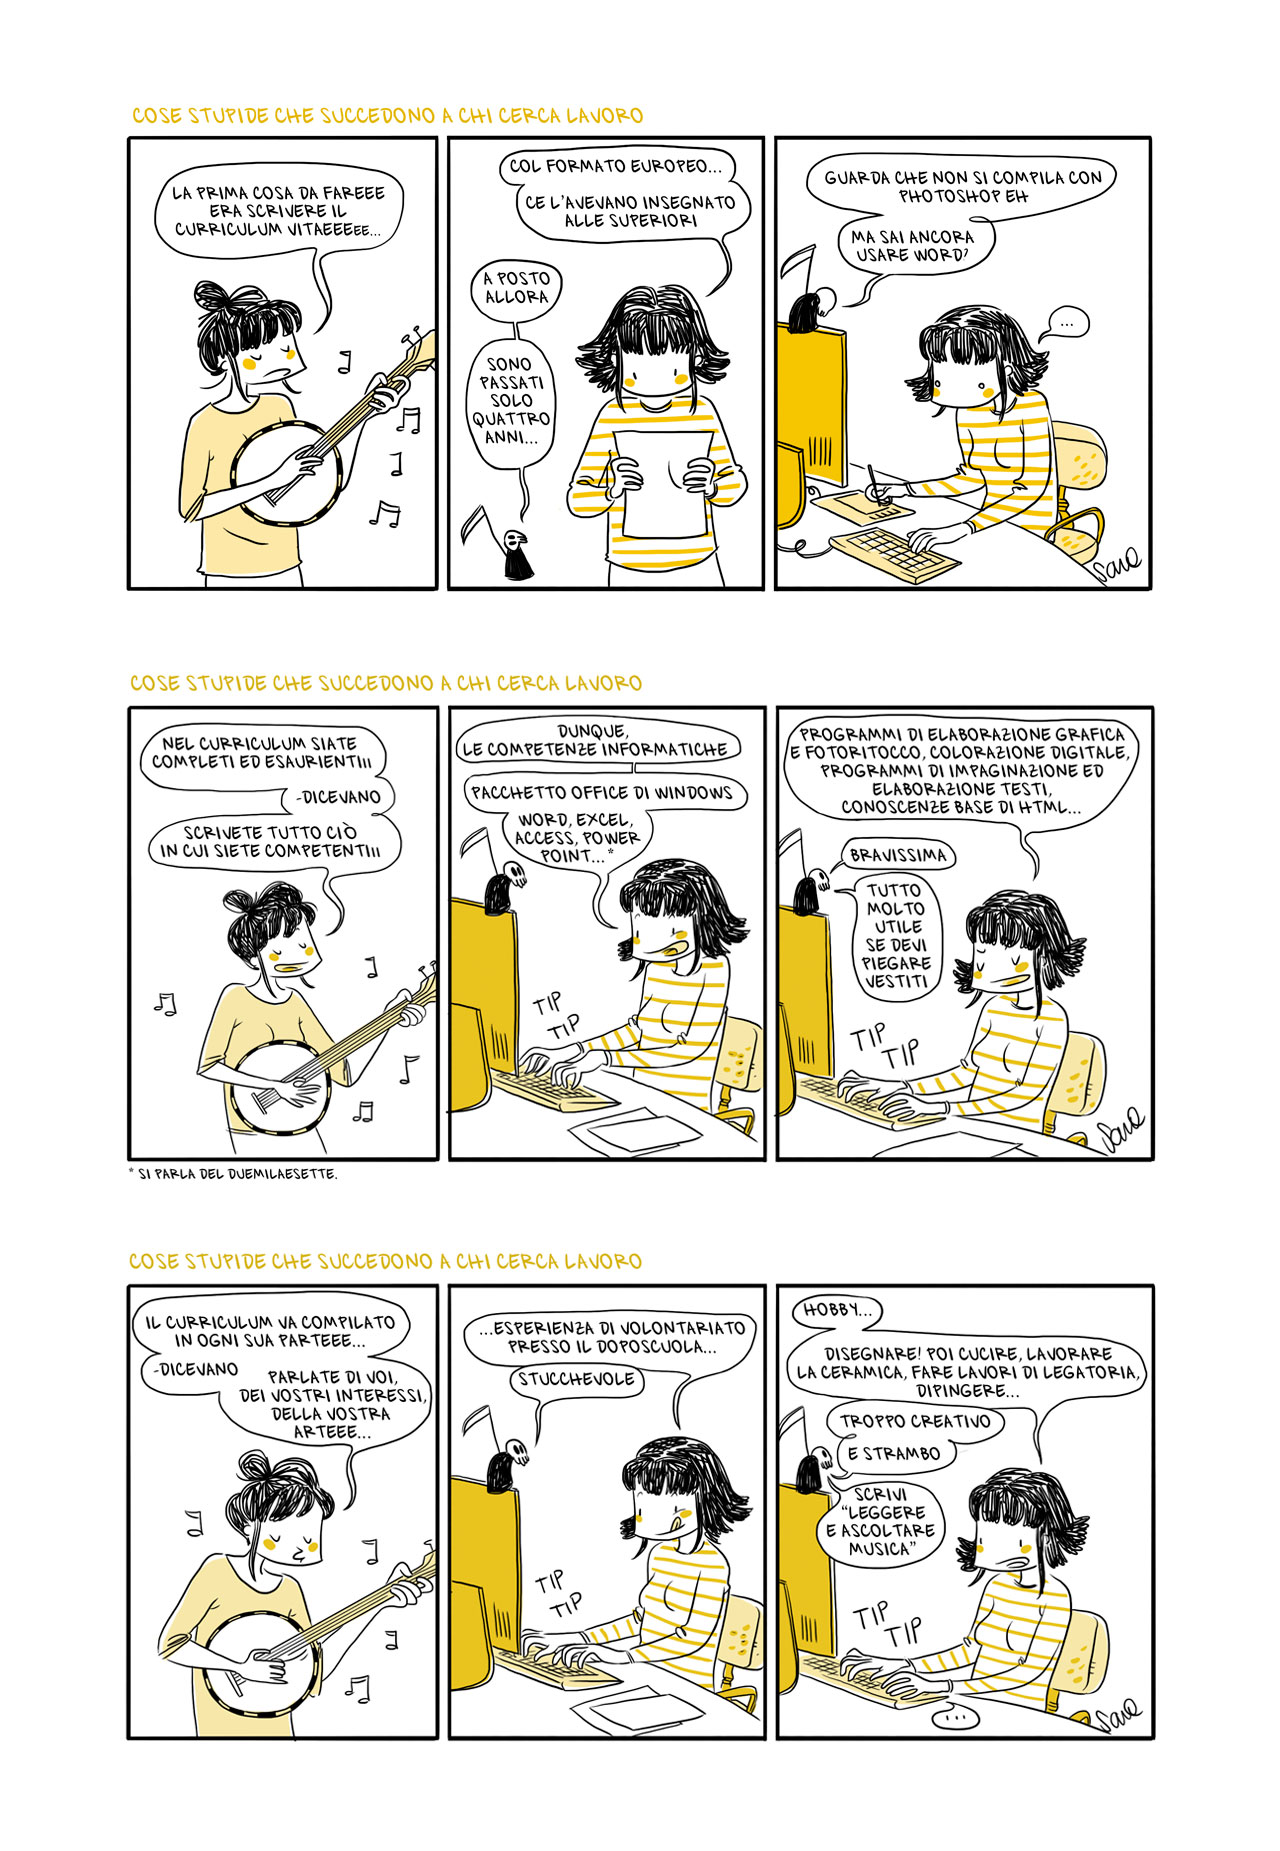 COSE STUPIDE CHE SUCCEDONO A CHI CERCA LAVORO
LA PRIMA COSA DA FAREEE
ERA SCRIVERE IL
CURRICULUM VITAEEEEE...
COL FORMATO EUROPEO...
CE L'AVEVANO INSEGNATO
ALLE SUPERIORI
A POSTO
ALLORA
SONO
PASSATI
SOLO
QUATTRO
ANNI...
GUARDA CHE NON SI COMPILA CON
PHOTOSHOP EH
MA SAI ANCORA
USARE WORD?
...
Sara
COSE STUPIDE CHE SUCCEDONO A CHI CERCA LAVORO
NEL CURRICULUM SIATE
COMPLETI ED ESAURIENTIIII
-DICEVANO
SCRIVETE TUTTO CIÒ
IN CUI SIETE COMPETENTIIII
DUNQUE,
LE COMPETENZE INFORMATICHE
PACCHETTO OFFICE DI WINDOWS
WORD, EXCEL,
ACCESS, POWER
POINT...*
TIP
TIP
PROGRAMMI DI ELABORAZIONE GRAFICA
E FOTORITOCCO, COLORAZIONE DIGITALE,
PROGRAMMI DI IMPAGINAZIONE ED
ELABORAZIONE TESTI,
CONOSCENZE BASE DI HTML...
BRAVISSIMA
TUTTO
MOLTO
UTILE
SE DEVI
PIEGARE
VESTITI
TIP
TIP
Sara
* SI PARLA DEL DUEMILAESETTE.
COSE STUPIDE CHE SUCCEDONO A CHI CERCA LAVORO
IL CURRICULUM VA COMPILATO
IN OGNI SUA PARTEEE...
-DICEVANO
PARLATE DI VOI,
DEI VOSTRI INTERESSI,
DELLA VOSTRA
ARTEEE...
...ESPERIENZA DI VOLONTARIATO
PRESSO IL DOPOSCUOLA...
STUCCHEVOLE
TIP
TIP
HOBBY...
DISEGNARE! POI CUCIRE, LAVORARE
LA CERAMICA, FARE LAVORI DI LEGATORIA,
DIPINGERE...
TROPPO CREATIVO
E STRAMBO
SCRIVI
"LEGGERE
E ASCOLTARE
MUSICA"
TIP
TIP
...
Sara